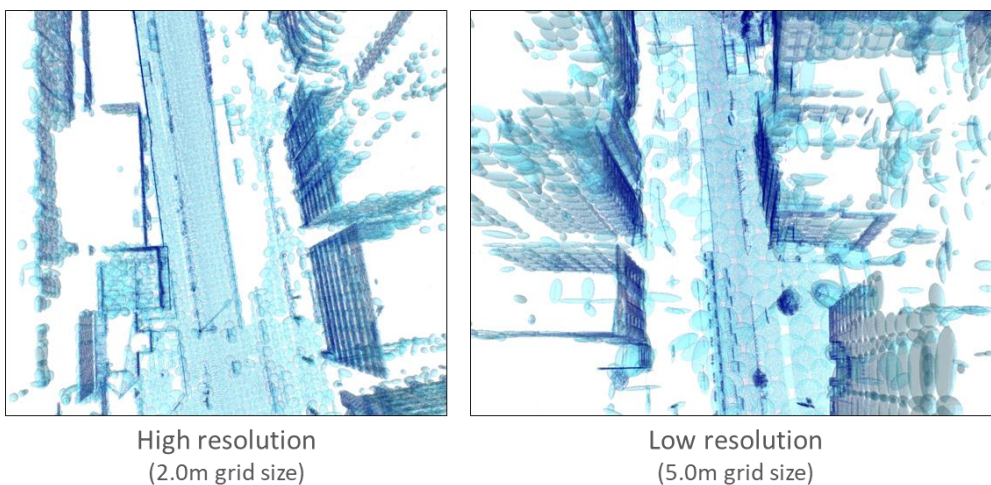 High resolution
(2.0m grid size)
Low resolution
(5.0m grid size)